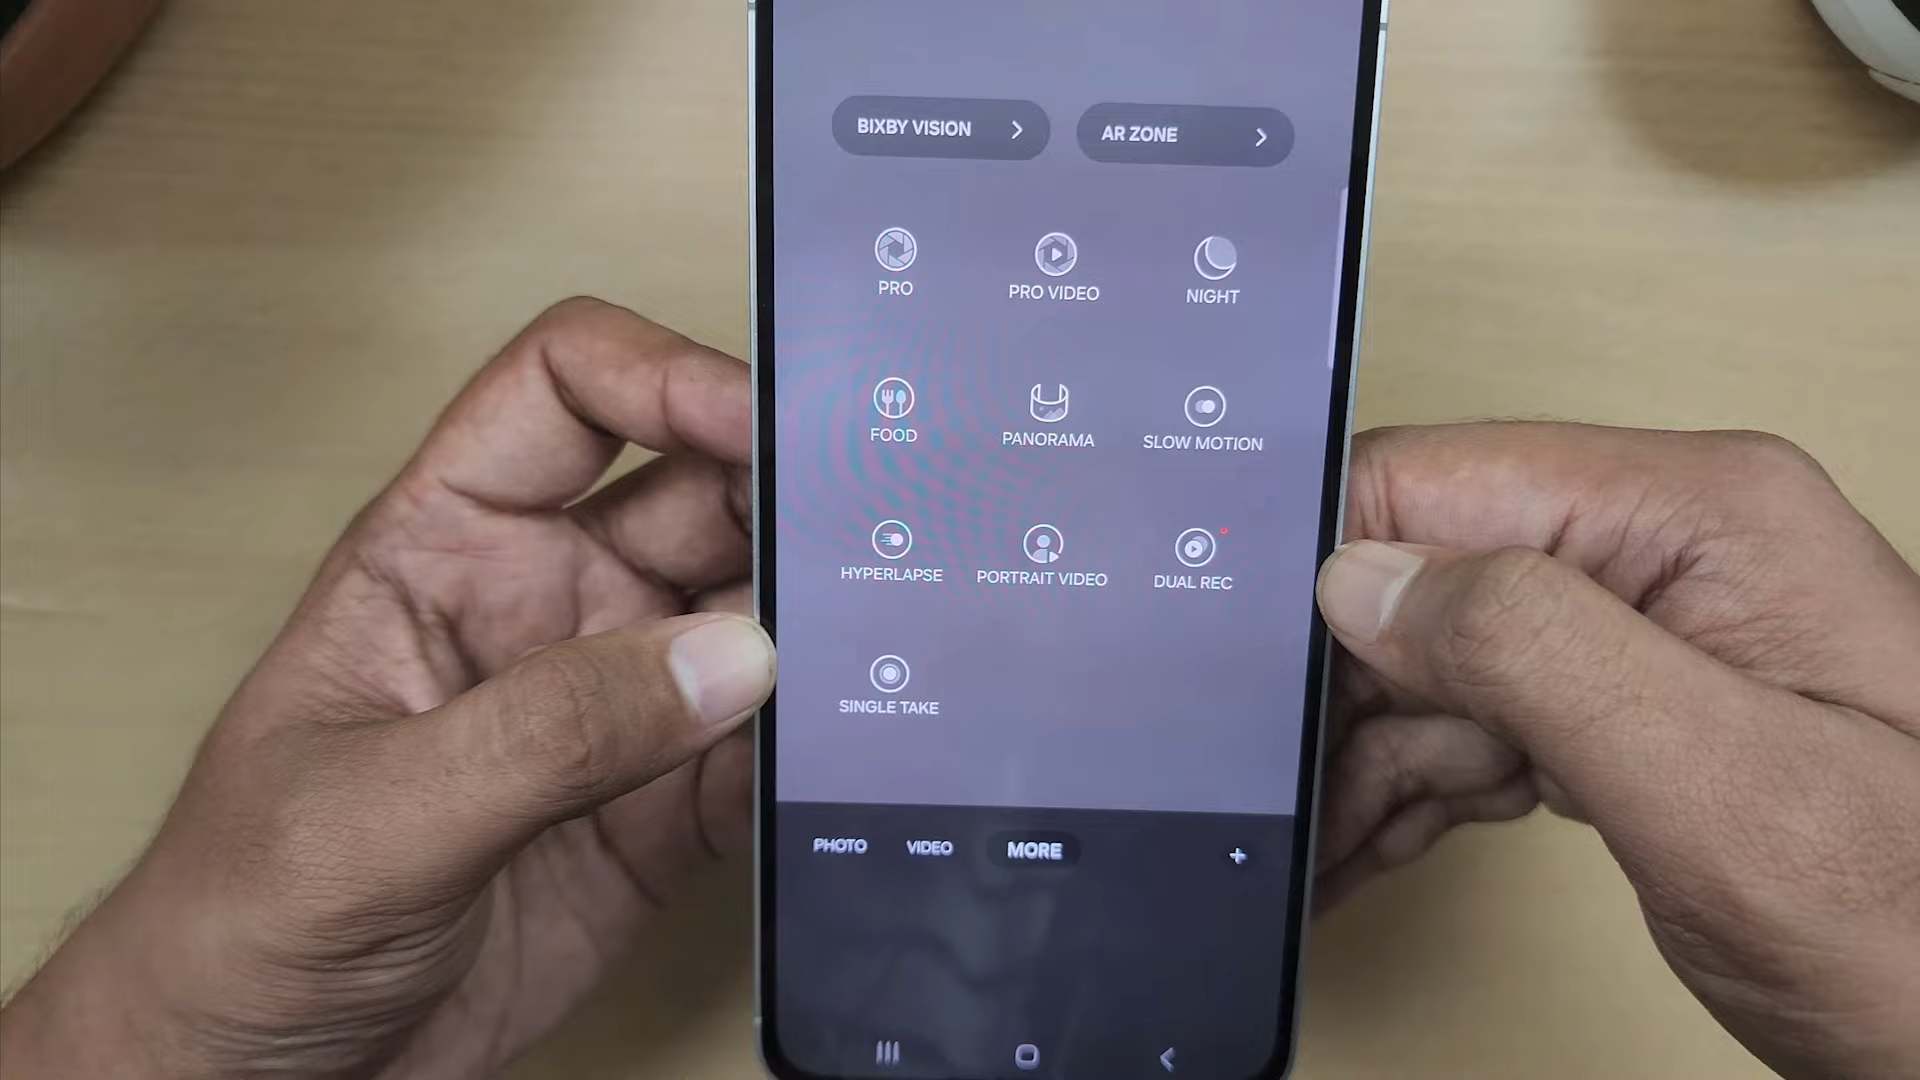 BIXBY VISION
AR ZONE
PRO
PRO VIDEO
NIGHT
FOOD
PANORAMA
SLOW MOTION
HYPERLAPSE
PORTRAIT VIDEO
DUAL REC
SINGLE TAKE
PHOTO
VIDEO
MORE